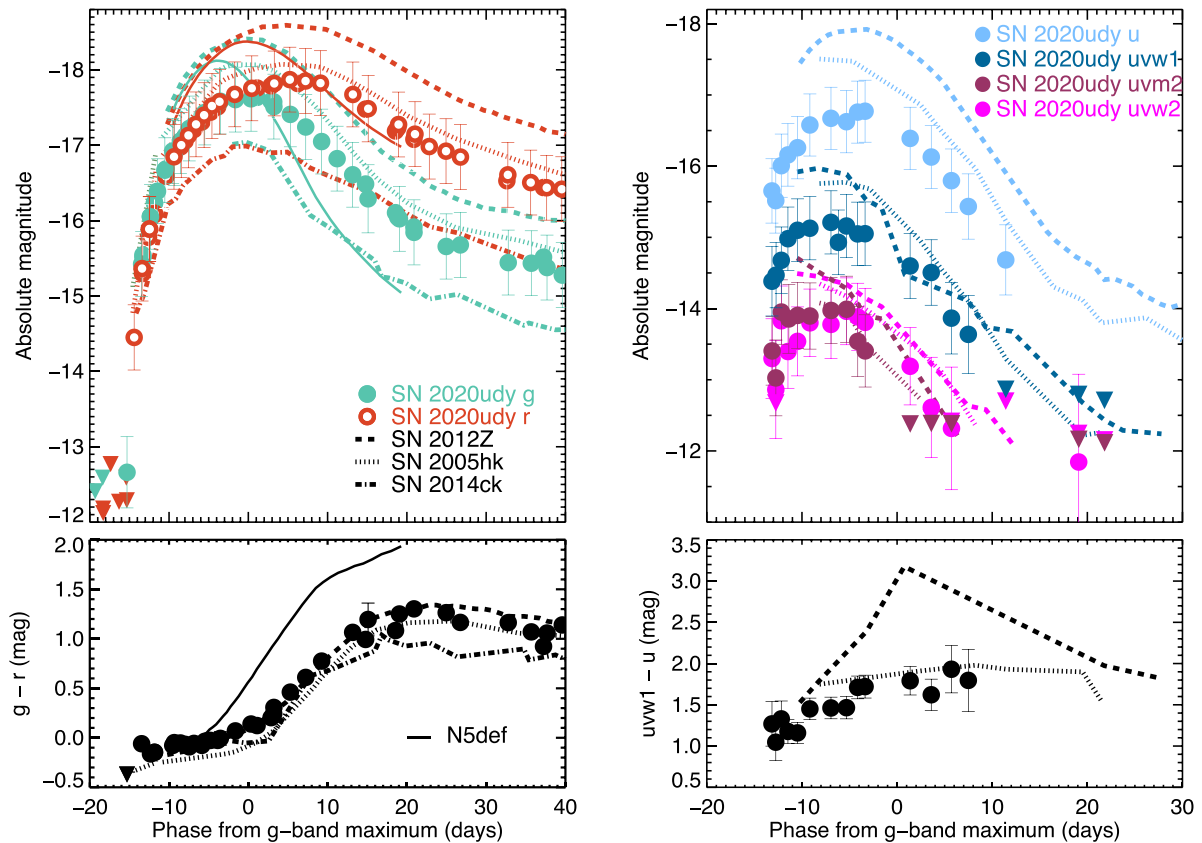 Absolute magnitude
−18
−17
−16
−15
−14
−13
−12
SN 2020udy g
SN 2020udy r
SN 2012Z
SN 2005hk
SN 2014ck
g − r (mag)
2.0
1.5
1.0
0.5
0.0
−0.5
N5def
−20
−10
0
10
20
30
40
Phase from g−band maximum (days)
Absolute magnitude
−18
−16
−14
−12
SN 2020udy u
SN 2020udy uvw1
SN 2020udy uvm2
SN 2020udy uvw2
uvw1 − u (mag)
3.5
3.0
2.5
2.0
1.5
1.0
0.5
−20
−10
0
10
20
30
Phase from g−band maximum (days)